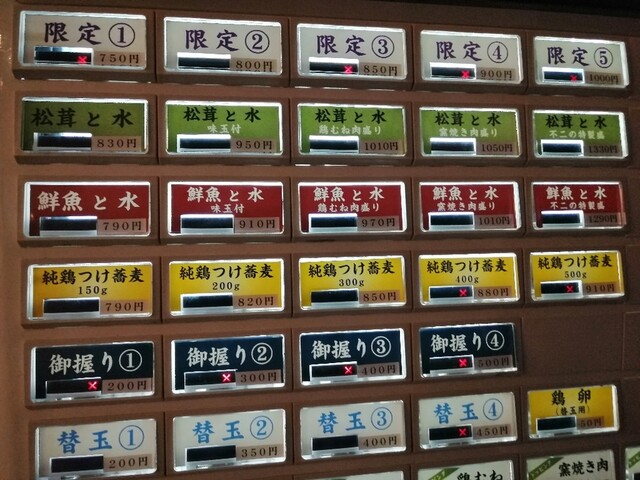 限定① 750円
限定② 800円
限定③ 850円
限定④ 900円
限定⑤ 1000円
松茸と水 830円
松茸と水 味玉付 950円
松茸と水 鶏むね肉盛り 1010円
松茸と水 窯焼き肉盛り 1050円
松茸と水 不二の特製盛 1330円
鮮魚と水 790円
鮮魚と水 味玉付 910円
鮮魚と水 鶏むね肉盛り 970円
鮮魚と水 窯焼き肉盛り 1010円
鮮魚と水 不二の特製盛 1290円
純鶏つけ蕎麦 150g 790円
純鶏つけ蕎麦 200g 820円
純鶏つけ蕎麦 300g 850円
純鶏つけ蕎麦 400g 880円
純鶏つけ蕎麦 500g 910円
御握り① 200円
御握り② 300円
御握り③ 400円
御握り④ 500円
替玉① 200円
替玉② 350円
替玉③ 400円
替玉④ 450円
鶏卵 (替玉用) 50円
鶏むね
窯焼き肉